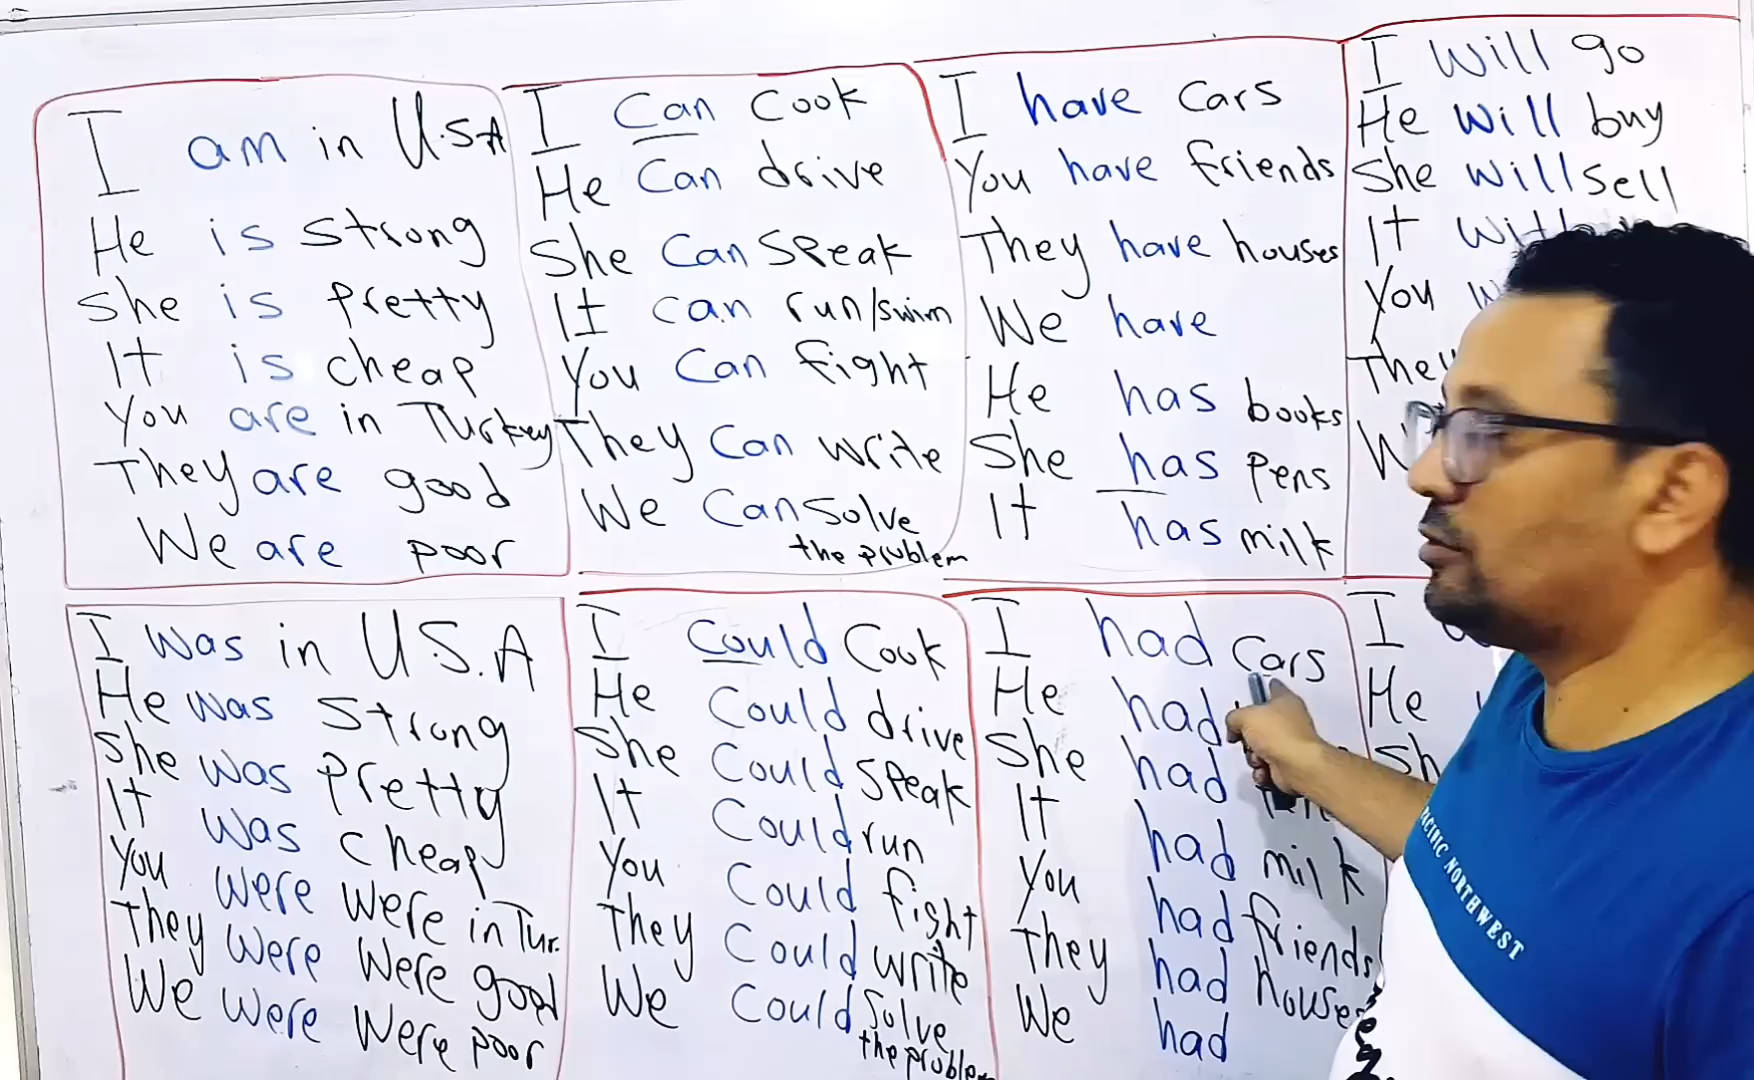 I am in U.S.A
He is strong
She is pretty
It is cheap
You are in Turkey
They are good
We are poor
I can cook
He can drive
She can speak
It can run/swim
You can fight
They can write
We can solve
the problem
I have cars
You have friends
They have houses
We have
He has books
She has pens
It has milk
I will go
He will buy
She will sell
It will
You
They
I was in U.S.A
He was strong
She was pretty
It was cheap
You were were in Tur.
They were were good
We were were poor
I could cook
He could drive
She could speak
It could run
You could fight
They could write
We could solve
the problem
I had cars
He had
She had
It had milk
You had friends
They had houses
We had
I
He
Sh
PACIFIC NORTHWEST